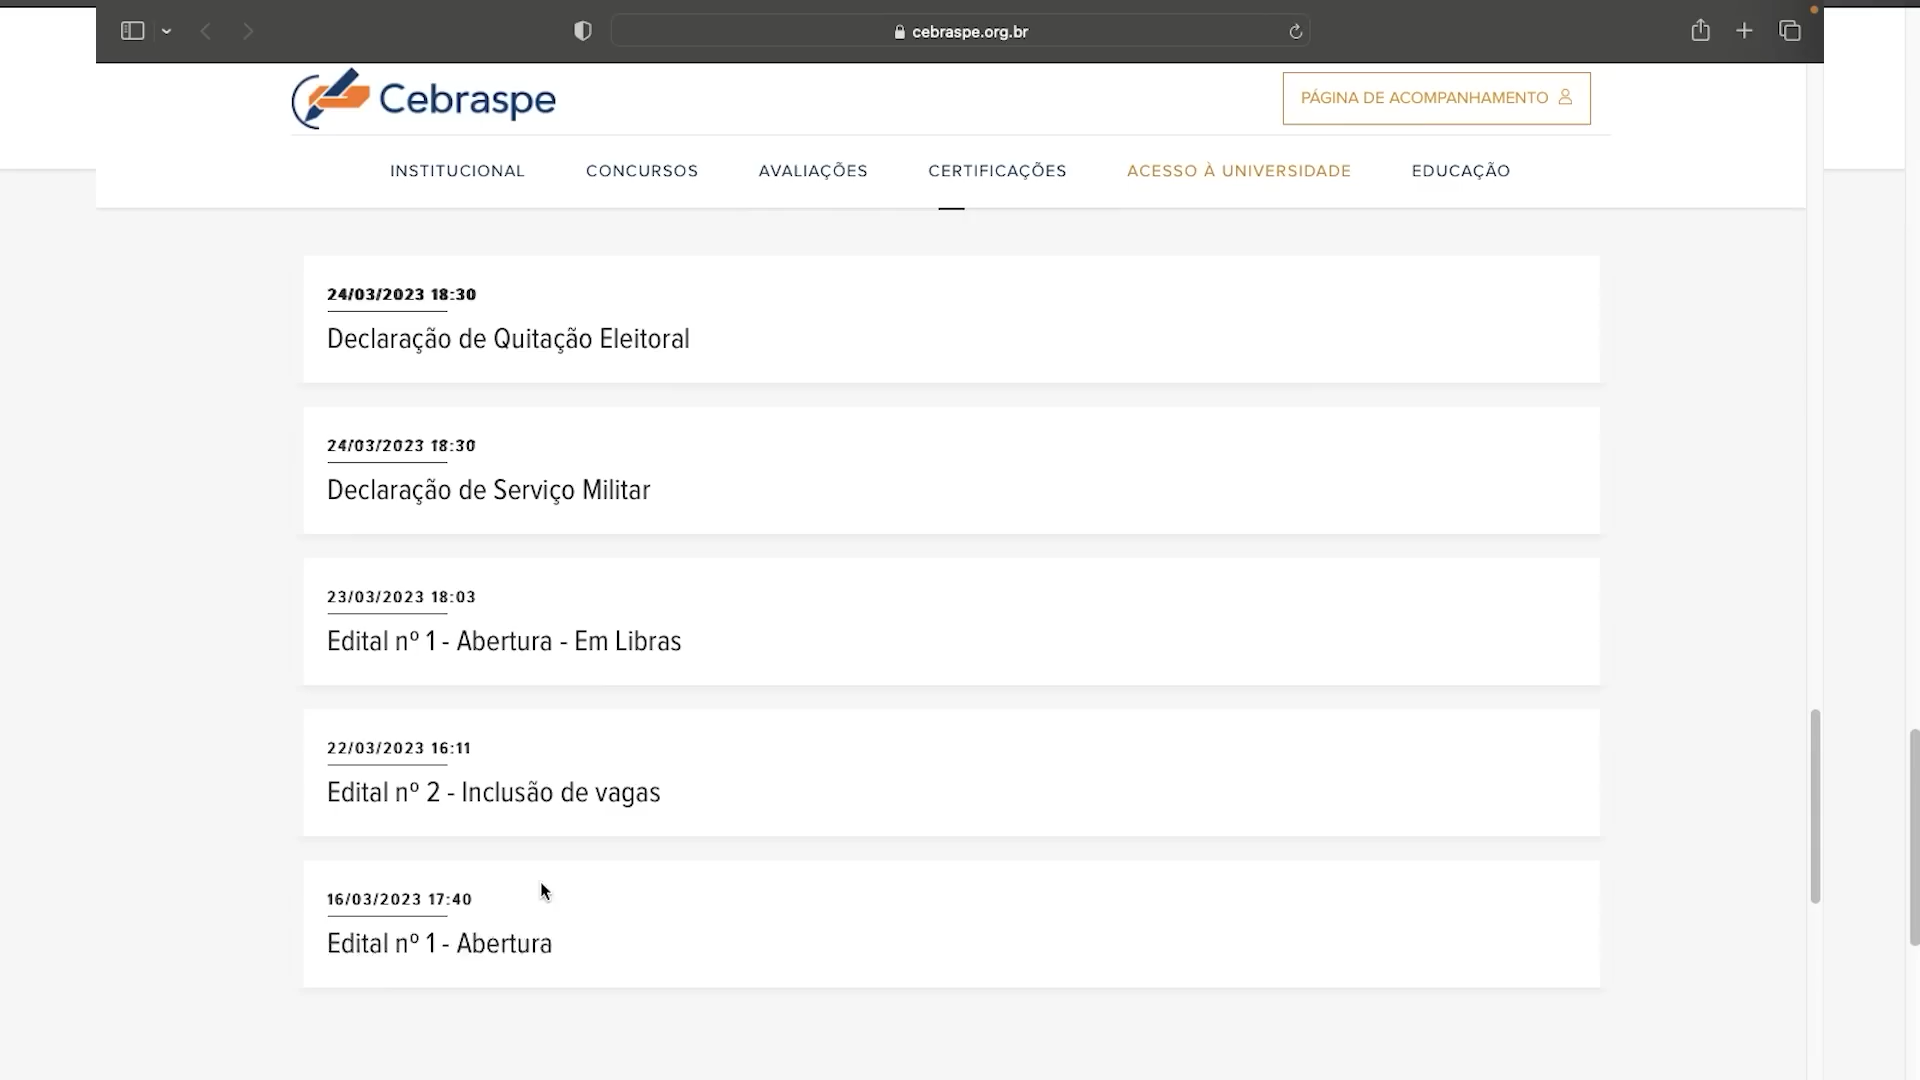 cebraspe.org.br
Cebraspe
PÁGINA DE ACOMPANHAMENTO
INSTITUCIONAL CONCURSOS AVALIAÇÕES CERTIFICAÇÕES ACESSO À UNIVERSIDADE EDUCAÇÃO
24/03/2023 18:30
Declaração de Quitação Eleitoral
24/03/2023 18:30
Declaração de Serviço Militar
23/03/2023 18:03
Edital nº 1 - Abertura - Em Libras
22/03/2023 16:11
Edital nº 2 - Inclusão de vagas
16/03/2023 17:40
Edital nº 1 - Abertura